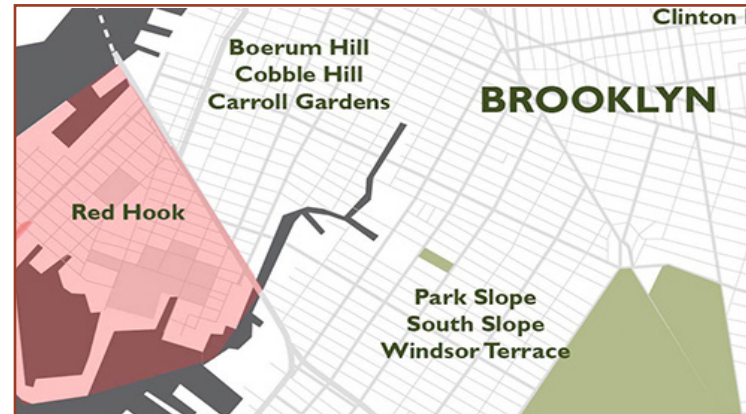 Clinton
Boerum Hill
Cobble Hill
Carroll Gardens
BROOKLYN
Red Hook
Park Slope
South Slope
Windsor Terrace